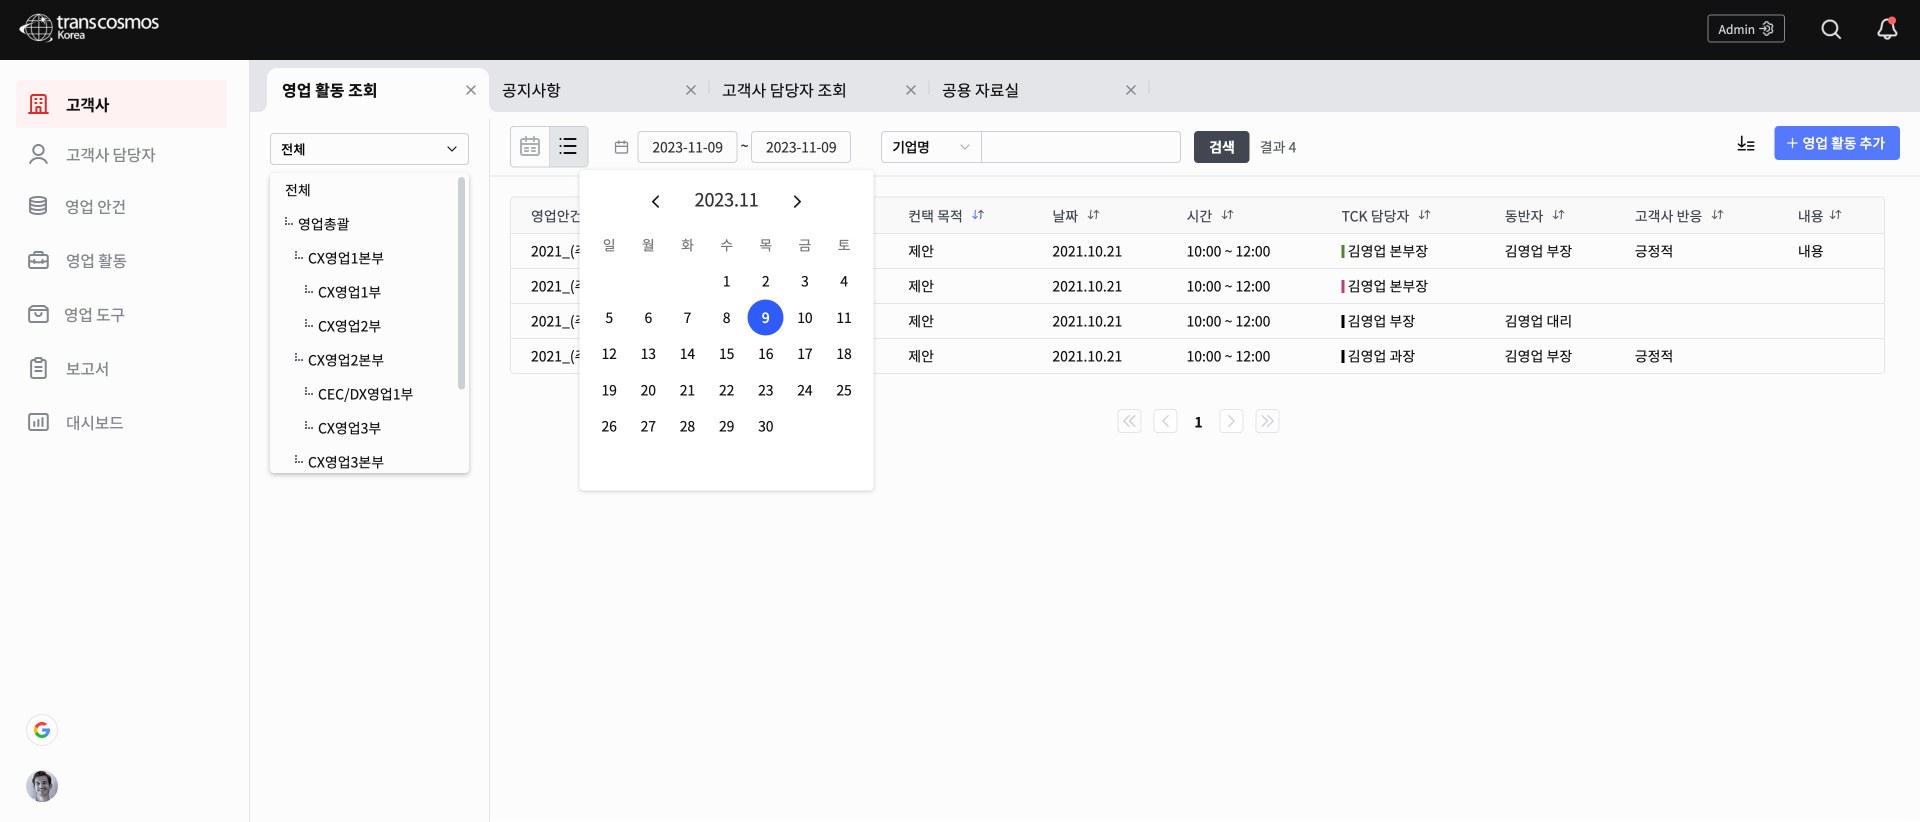 transcosmos
Korea
Admin
고객사
고객사 담당자
영업 안건
영업 활동
영업 도구
보고서
대시보드
영업 활동 조회
공지사항
고객사 담당자 조회
공용 자료실
전체
전체
영업총괄
CX영업1본부
CX영업1부
CX영업2부
CX영업2본부
CEC/DX영업1부
CX영업3부
CX영업3본부
2023-11-09 ~ 2023-11-09
기업명
검색
결과 4
+ 영업 활동 추가
2023.11
일 월 화 수 목 금 토
1 2 3 4
5 6 7 8 9 10 11
12 13 14 15 16 17 18
19 20 21 22 23 24 25
26 27 28 29 30
영업안건 컨택 목적 날짜 시간 TCK 담당자 동반자 고객사 반응 내용
2021_( 제안 2021.10.21 10:00 ~ 12:00 김영업 본부장 김영업 부장 긍정적 내용
2021_( 제안 2021.10.21 10:00 ~ 12:00 김영업 본부장
2021_( 제안 2021.10.21 10:00 ~ 12:00 김영업 부장 김영업 대리
2021_( 제안 2021.10.21 10:00 ~ 12:00 김영업 과장 김영업 부장 긍정적
1